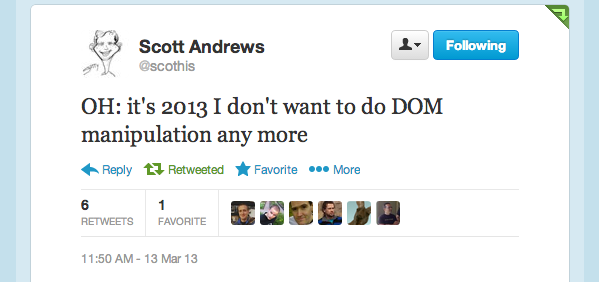 Scott Andrews
@scothis
Following
OH: it's 2013 I don't want to do DOM
manipulation any more
Reply Retweeted Favorite More
6 1
RETWEETS FAVORITE
11:50 AM - 13 Mar 13